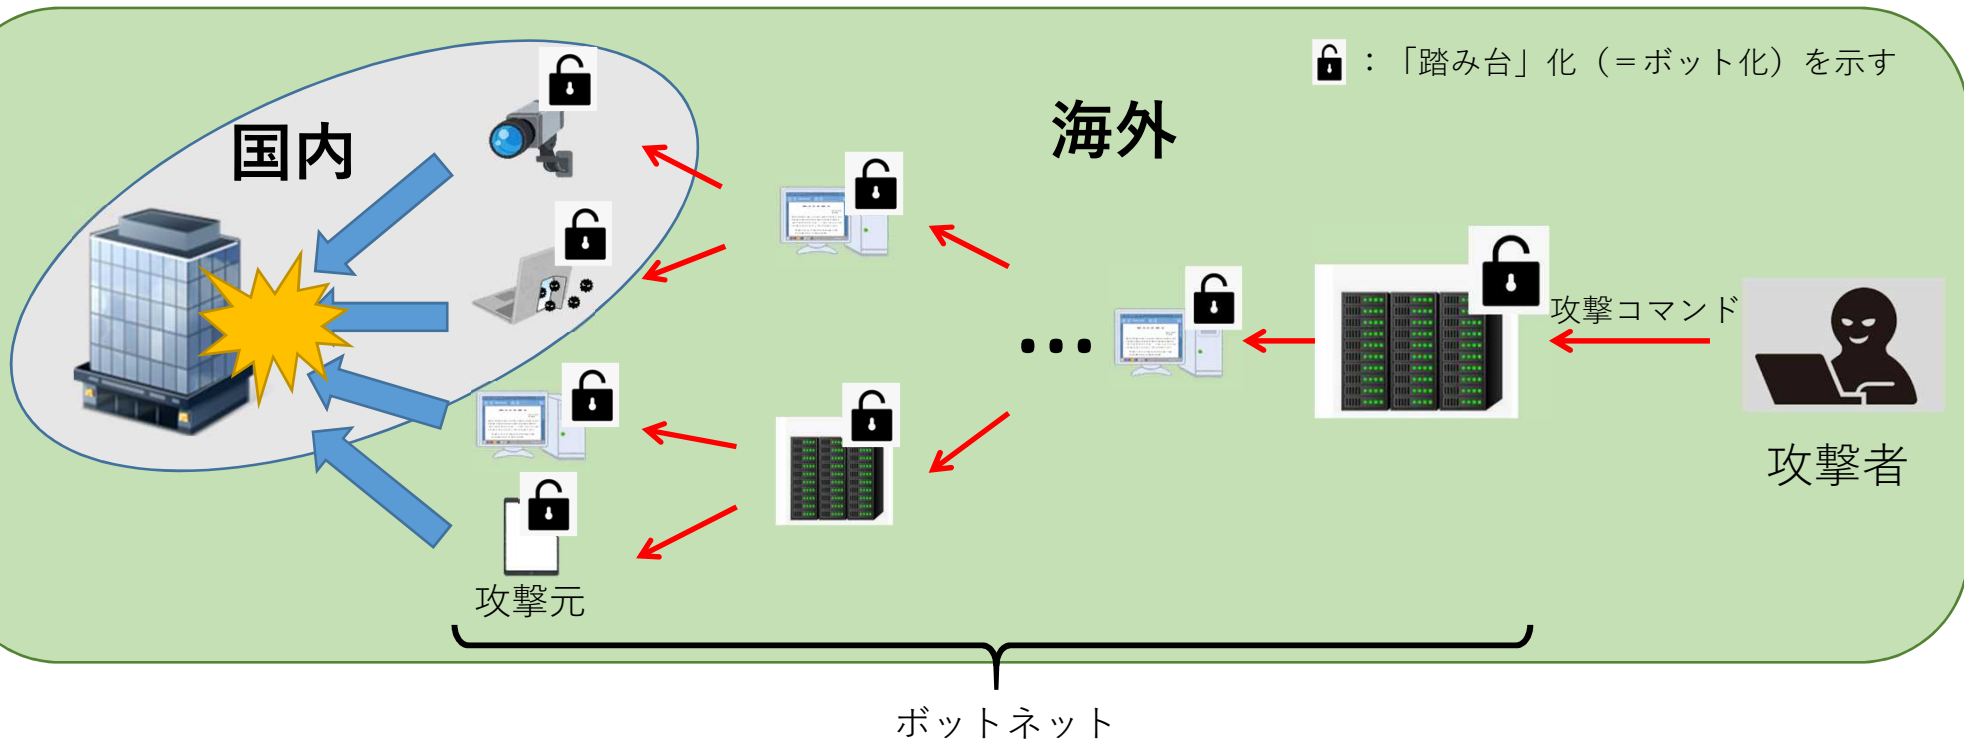 ：「踏み台」化（＝ボット化）を示す
海外
国内
攻撃コマンド
攻撃者
攻撃元
ボットネット